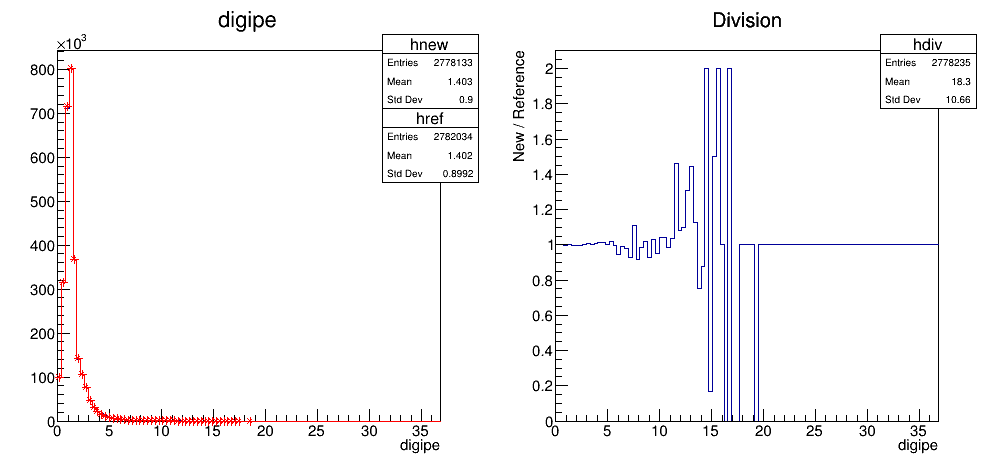 digipe
×10³
hnew
Entries 2778133
Mean 1.403
Std Dev 0.9
href
Entries 2782034
Mean 1.402
Std Dev 0.8992
800
700
600
500
400
300
200
100
0
0 5 10 15 20 25 30 35
digipe
Division
hdiv
Entries 2778235
Mean 18.3
Std Dev 10.66
New / Reference
2
1.8
1.6
1.4
1.2
1
0.8
0.6
0.4
0.2
0
0 5 10 15 20 25 30 35
digipe